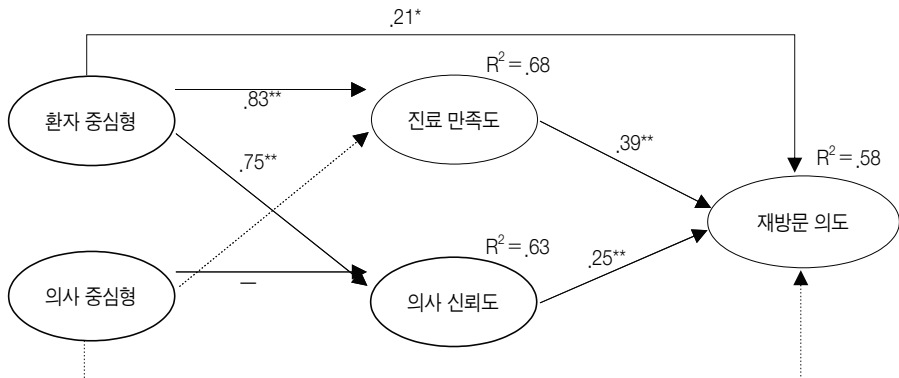 .21*
R²=.68
환자 중심형
.83**
진료 만족도
.39**
.75**
R²=.58
재방문 의도
R²=.63
.25**
의사 중심형
–
의사 신뢰도